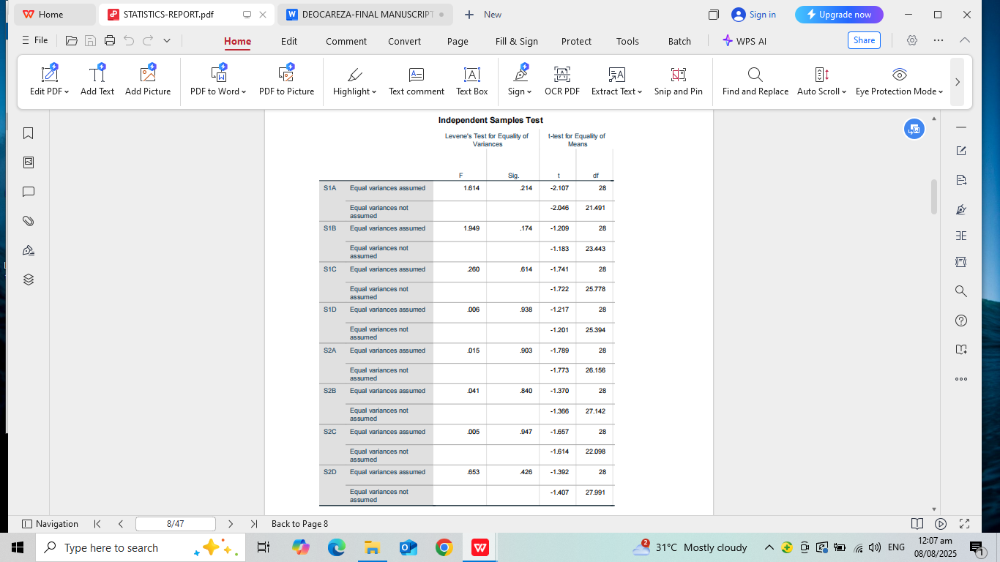 Home
STATISTICS-REPORT.pdf
DEOCAREZA-FINAL MANUSCRIPT
New
Sign in
Upgrade now
File
Home Edit Comment Convert Page Fill & Sign Protect Tools Batch WPS AI
Share
Edit PDF Add Text Add Picture PDF to Word PDF to Picture Highlight Text comment Text Box Sign OCR PDF Extract Text Snip and Pin Find and Replace Auto Scroll Eye Protection Mode
Independent Samples Test
Levene's Test for Equality of Variances
t-test for Equality of Means
F Sig. t df
S1A Equal variances assumed 1.614 .214 -2.107 28
Equal variances not assumed -2.046 21.491
S1B Equal variances assumed 1.949 .174 -1.209 28
Equal variances not assumed -1.183 23.443
S1C Equal variances assumed .260 .614 -1.741 28
Equal variances not assumed -1.722 25.778
S1D Equal variances assumed .006 .938 -1.217 28
Equal variances not assumed -1.201 25.394
S2A Equal variances assumed .015 .903 -1.789 28
Equal variances not assumed -1.773 26.156
S2B Equal variances assumed .041 .840 -1.370 28
Equal variances not assumed -1.366 27.142
S2C Equal variances assumed .005 .947 -1.657 28
Equal variances not assumed -1.614 22.098
S2D Equal variances assumed .653 .426 -1.392 28
Equal variances not assumed -1.407 27.991
Navigation 8/47 Back to Page 8
Type here to search
2
31°C Mostly cloudy
ENG
12:07 am
08/08/2025
1